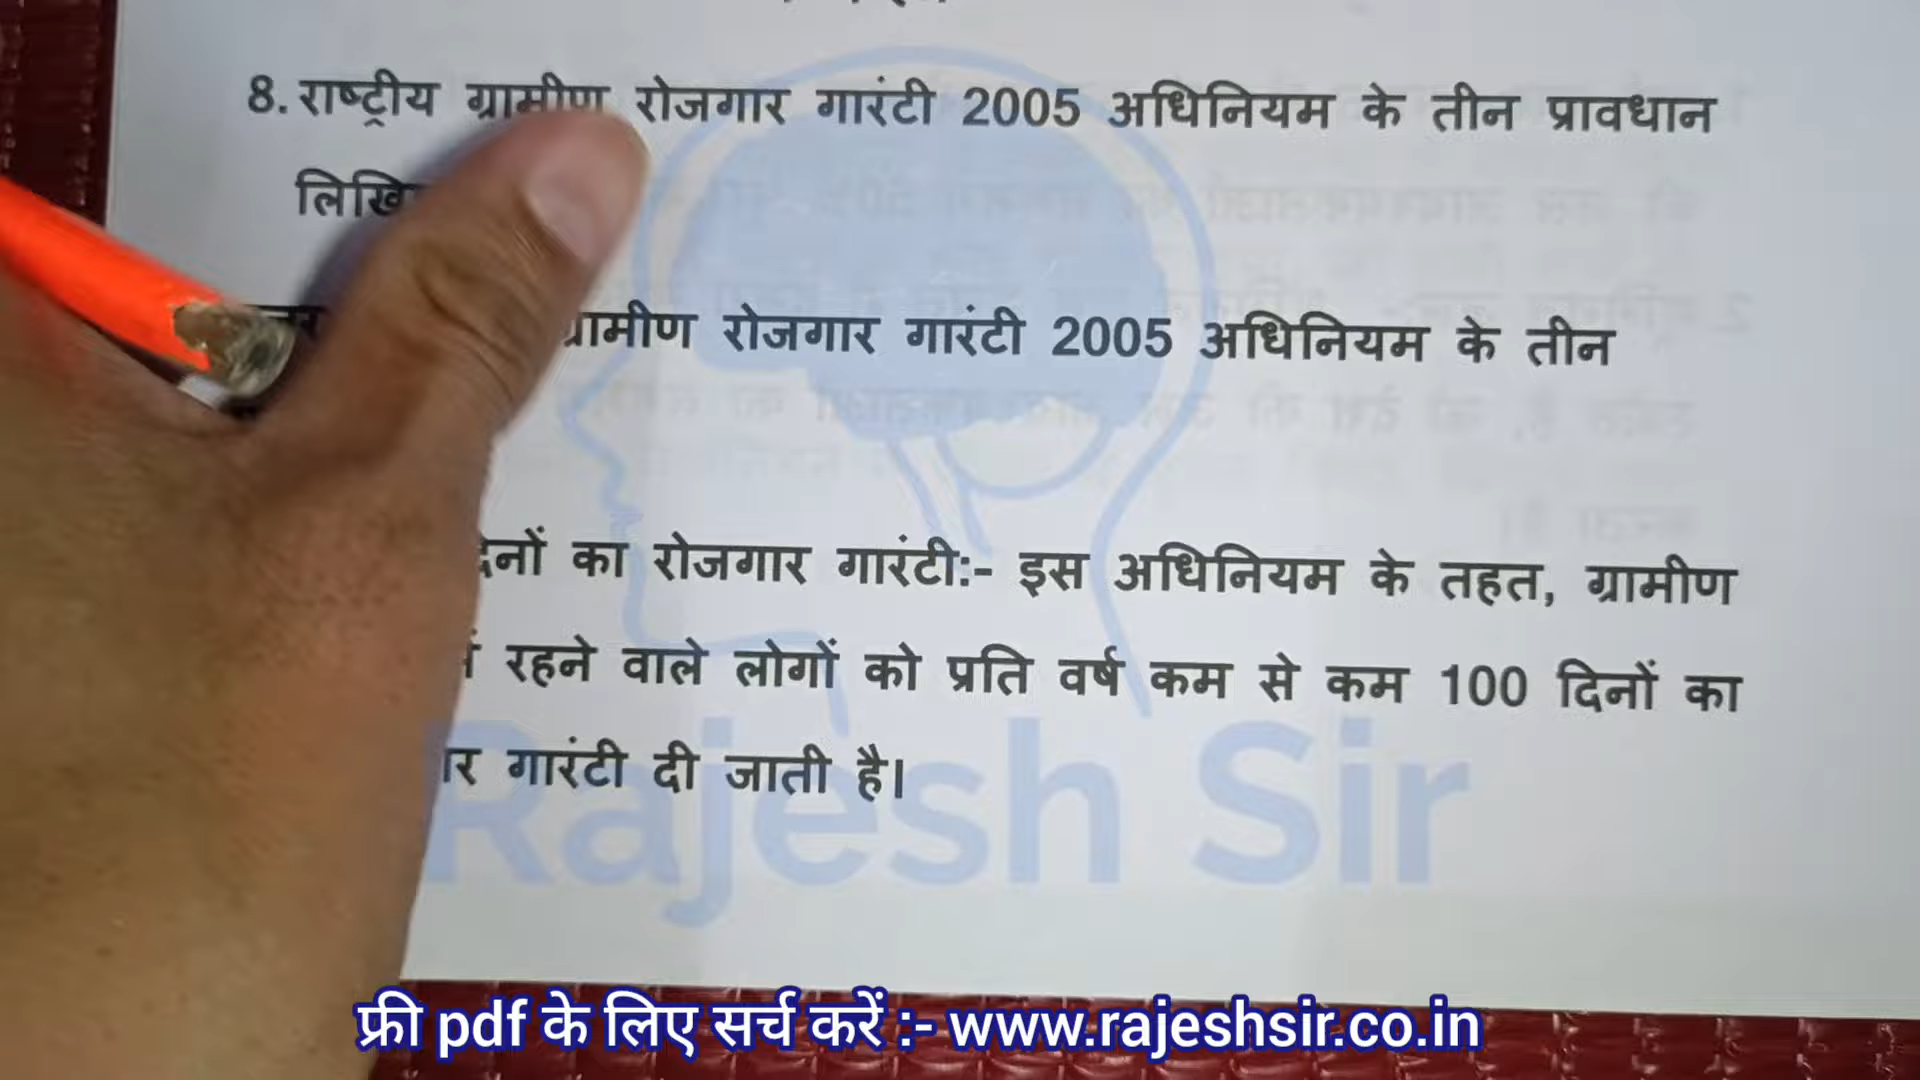 8. राष्ट्रीय ग्रामीण रोजगार गारंटी 2005 अधिनियम के तीन प्रावधान
ग्रामीण रोजगार गारंटी 2005 अधिनियम के तीन
का रोजगार गारंटी:- इस अधिनियम के तहत, ग्रामीण
रहने वाले लोगों को प्रति वर्ष कम से कम 100 दिनों का
गारंटी दी जाती है।
Rajesh Sir
फ्री pdf के लिए सर्च करें :- www.rajeshsir.co.in